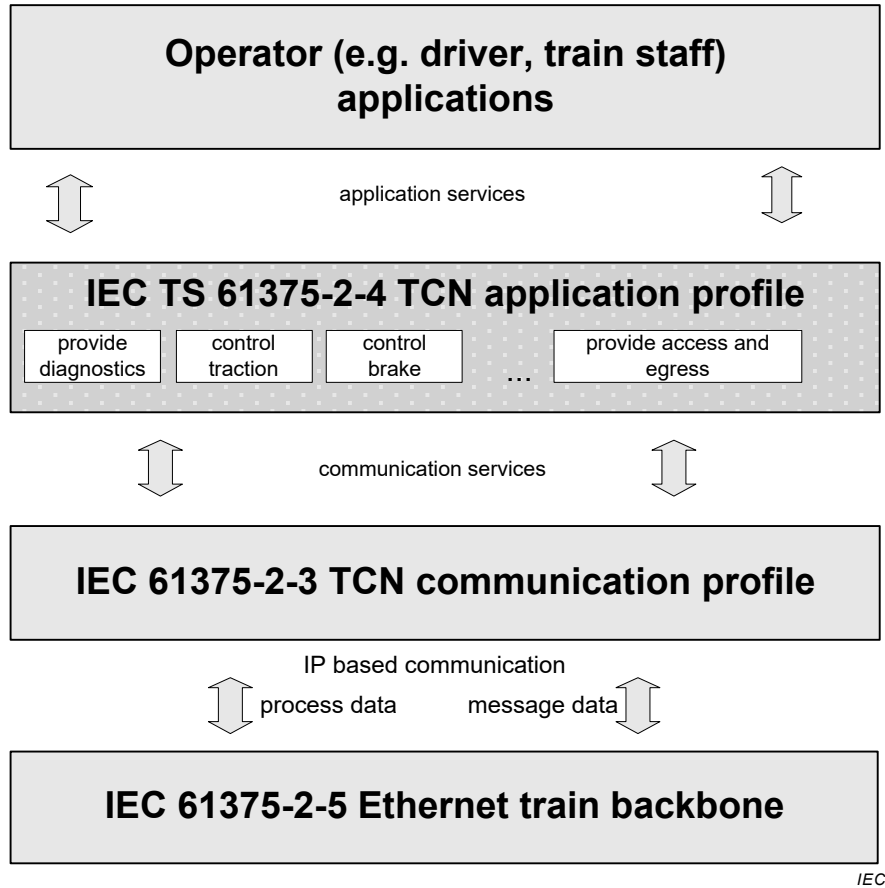 Operator (e.g. driver, train staff)
applications
application services
IEC TS 61375-2-4 TCN application profile
provide
diagnostics
control
traction
control
brake
...
provide access and
egress
communication services
IEC 61375-2-3 TCN communication profile
IP based communication
process data
message data
IEC 61375-2-5 Ethernet train backbone
IEC